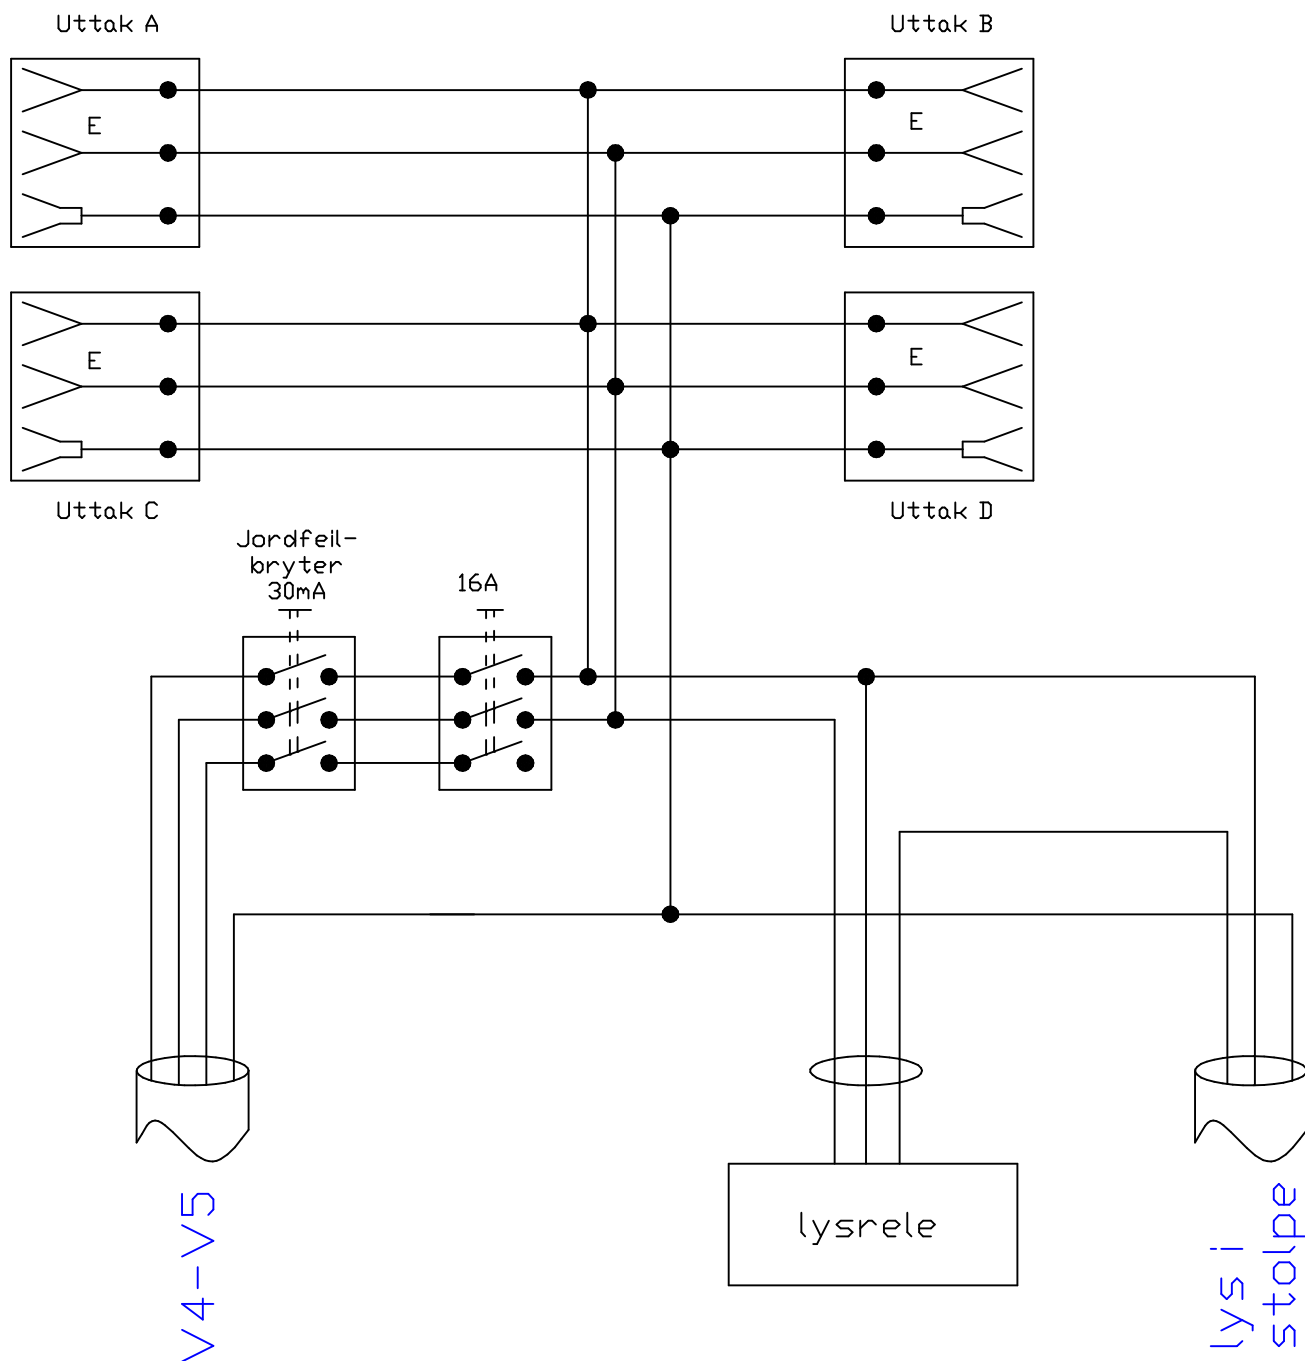 Uttak A
Uttak B
E
E
E
E
Uttak C
Uttak D
Jordfeil-
bryter
30mA
16A
lysrele
V4-V5
lys i
stolpe